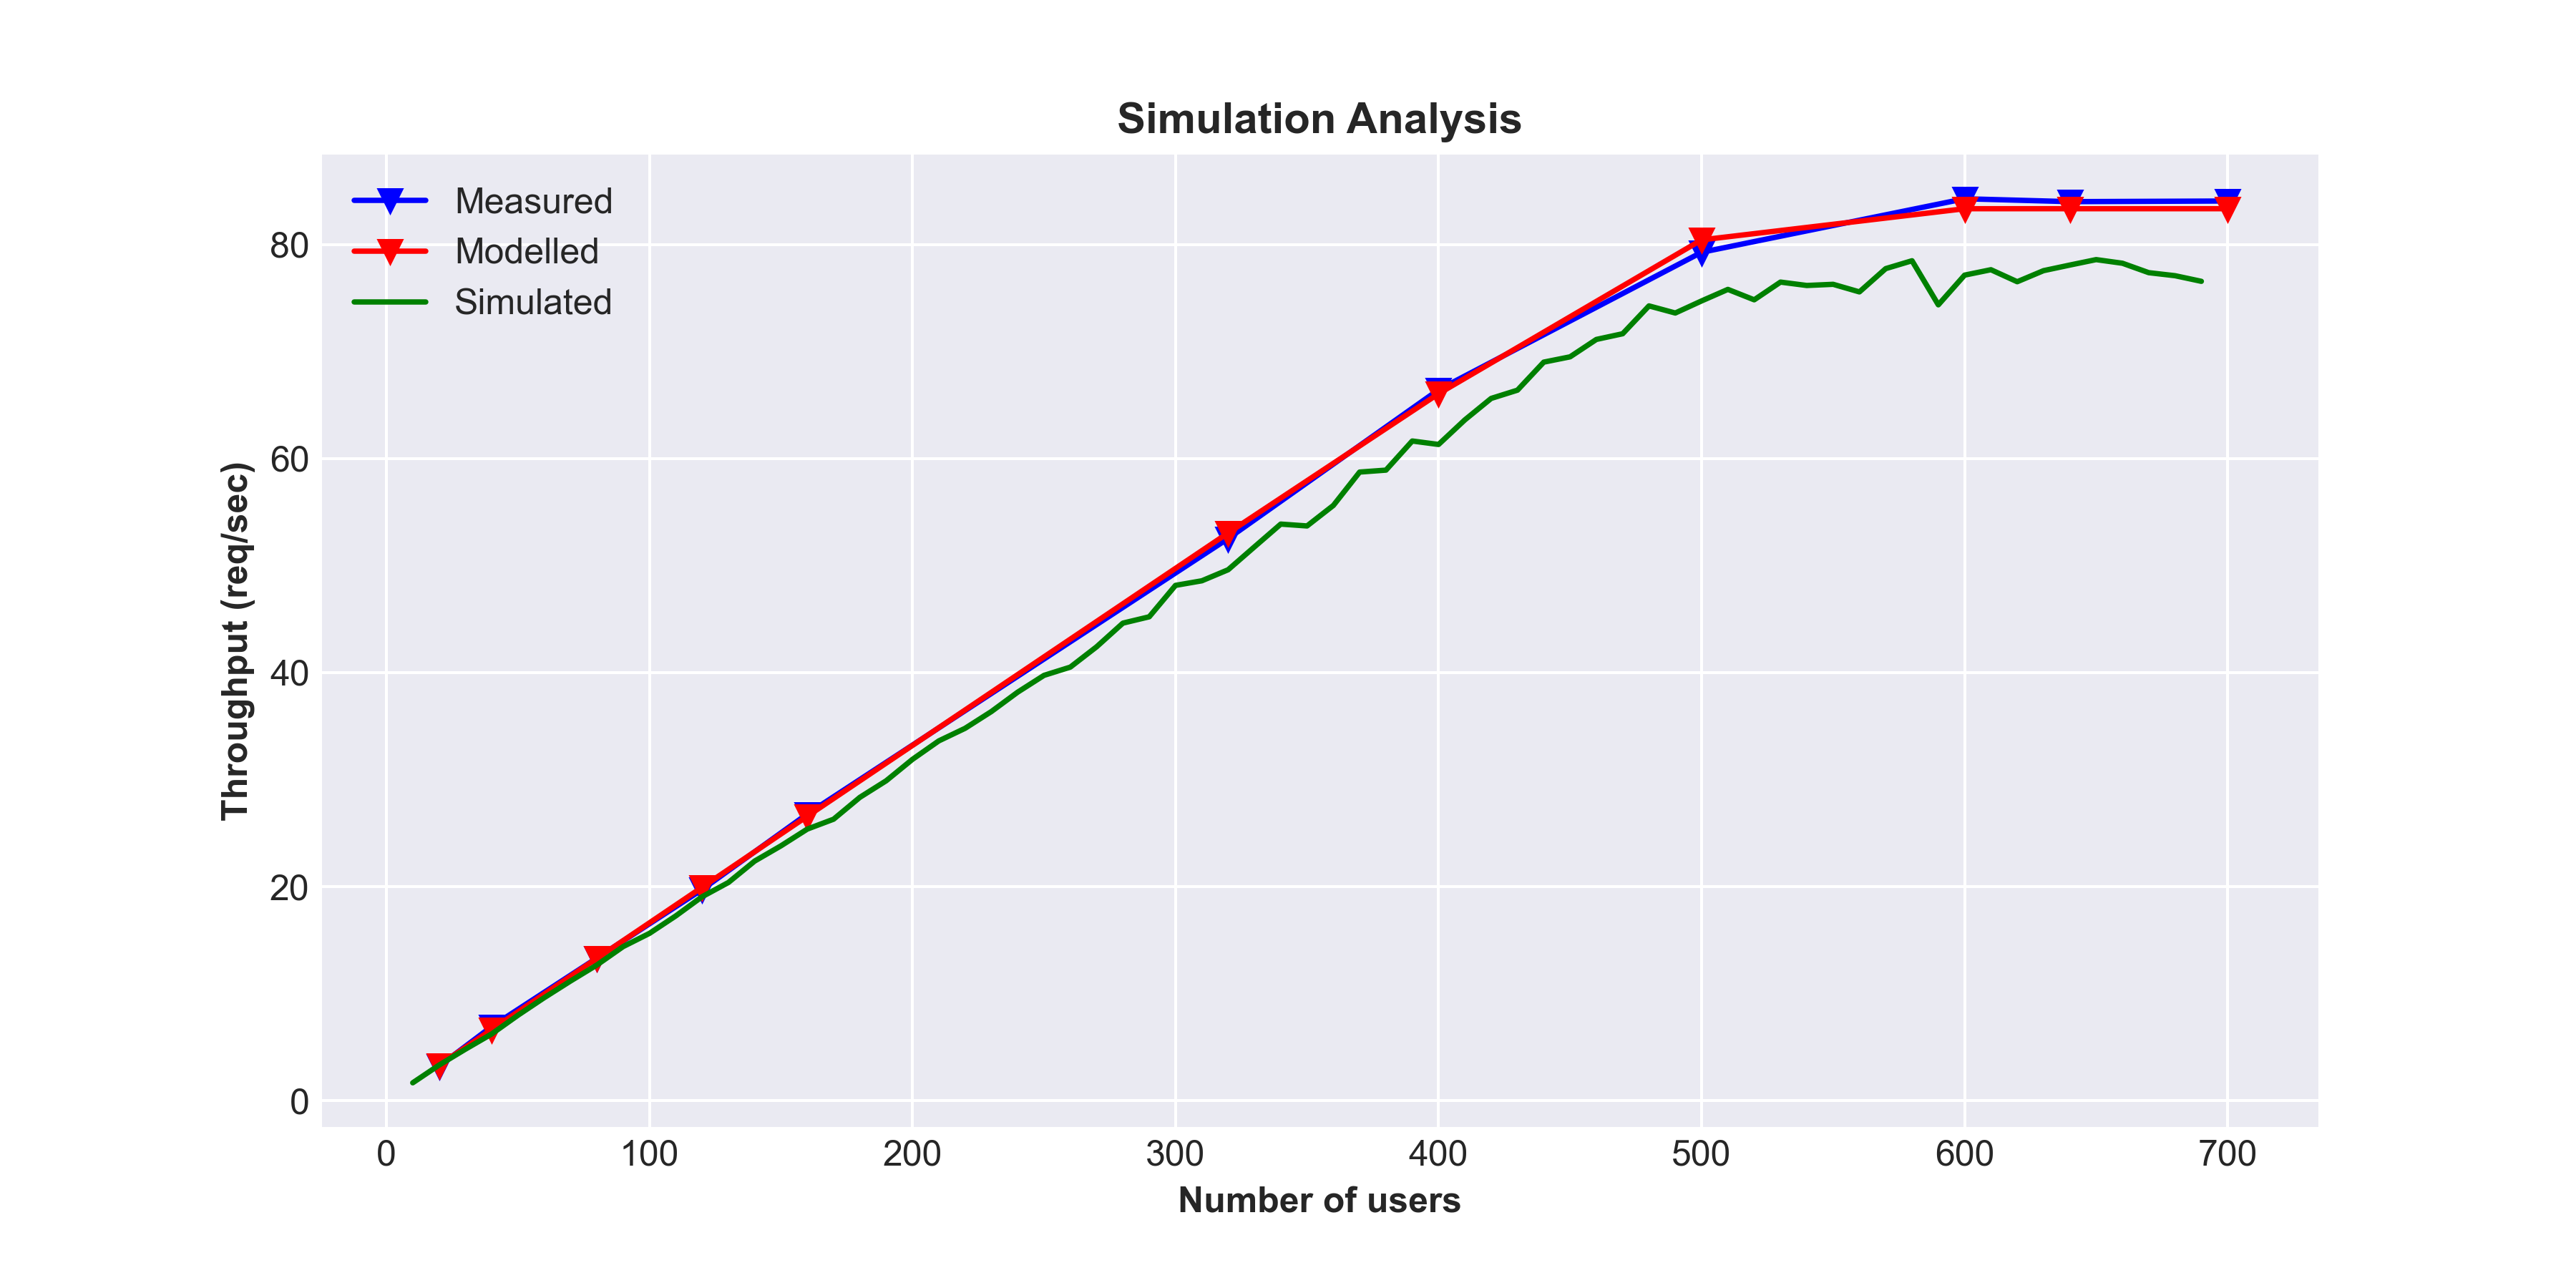 Simulation Analysis
Measured
Modelled
Simulated
Throughput (req/sec)
80
60
40
20
0
0 100 200 300 400 500 600 700
Number of users